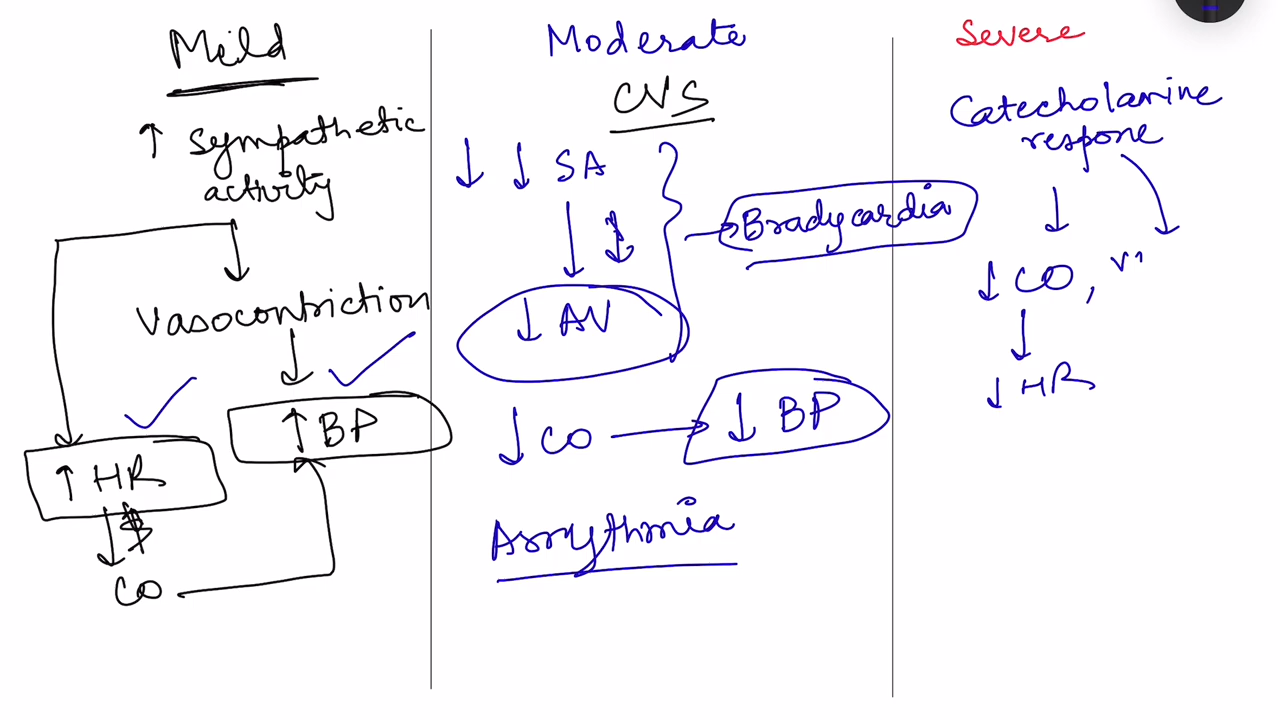 Mild
↑ Sympathetic
activity
Vasocontriction
↑ BP
↑ HR
↓
CO
Moderate
CVS
↓ ↓ SA
↓ AV
Bradycardia
↓ CO → ↓ BP
Arrythmia
Severe
Catecholamine
respone
↓ CO,
↓ HR